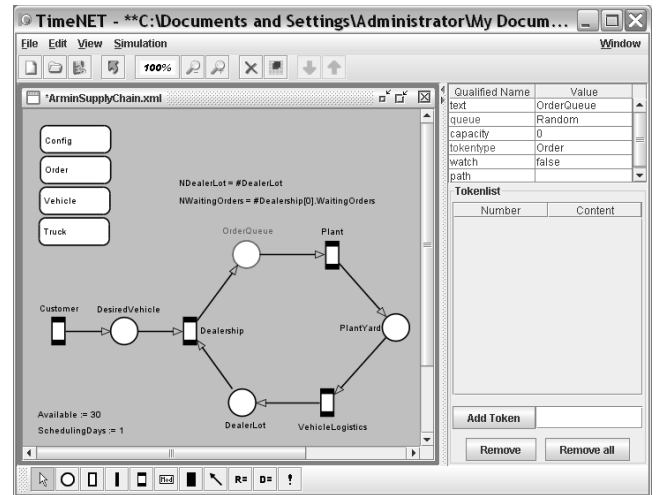 TimeNET - **C:\Documents and Settings\Administrator\My Docum...
File Edit View Simulation Window
100%
*ArminSupplyChain.xml
Config
Order
Vehicle
Truck
NDealerLot = #DealerLot
NWaitingOrders = #Dealership[0].WaitingOrders
OrderQueue
Plant
Customer
DesiredVehicle
Dealership
PlantYard
DealerLot
VehicleLogistics
Available := 30
SchedulingDays := 1
Qualified Name Value
text OrderQueue
queue Random
capacity 0
tokentype Order
watch false
path
Tokenlist
Number Content
Add Token
Remove Remove all
R= D= !